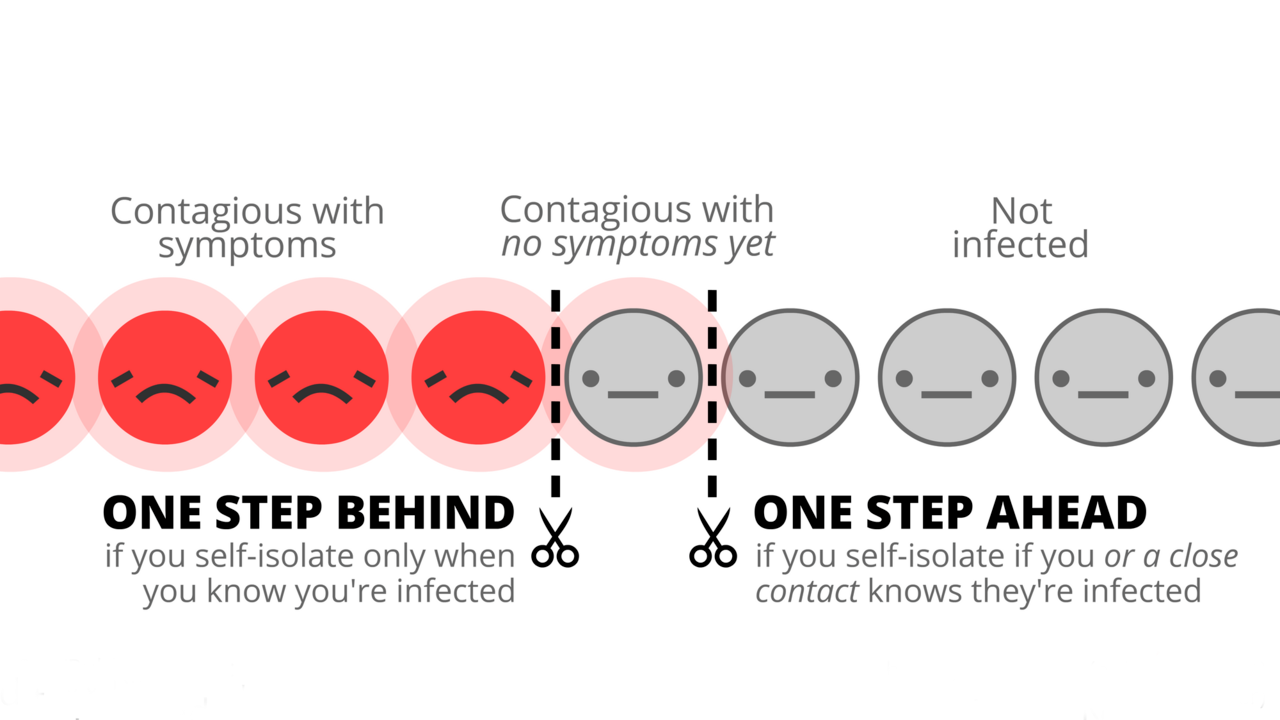 Contagious with
symptoms
Contagious with
no symptoms yet
Not
infected
ONE STEP BEHIND
if you self-isolate only when
you know you're infected
ONE STEP AHEAD
if you self-isolate if you or a close
contact knows they're infected